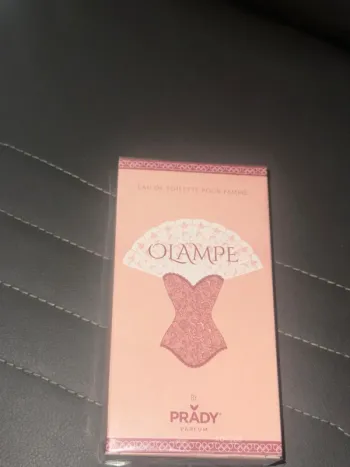 EAU DE TOILETTE POUR FEMME
OLAMPE
PRADY
PARFUM